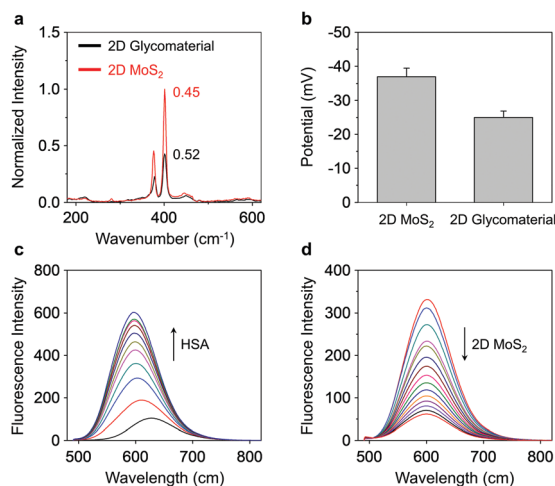 a
2D Glycomaterial
2D MoS₂
0.45
0.52
Normalized Intensity
1.5
1.0
0.5
0.0
200 400 600
Wavenumber (cm⁻¹)
b
Potential (mV)
-50
-40
-30
-20
-10
0
2D MoS₂ 2D Glycomaterial
c
Fluorescence Intensity
800
600
400
200
0
HSA
500 600 700 800
Wavelength (cm)
d
Fluorescence Intensity
400
300
200
100
0
2D MoS₂
500 600 700 800
Wavelength (cm)